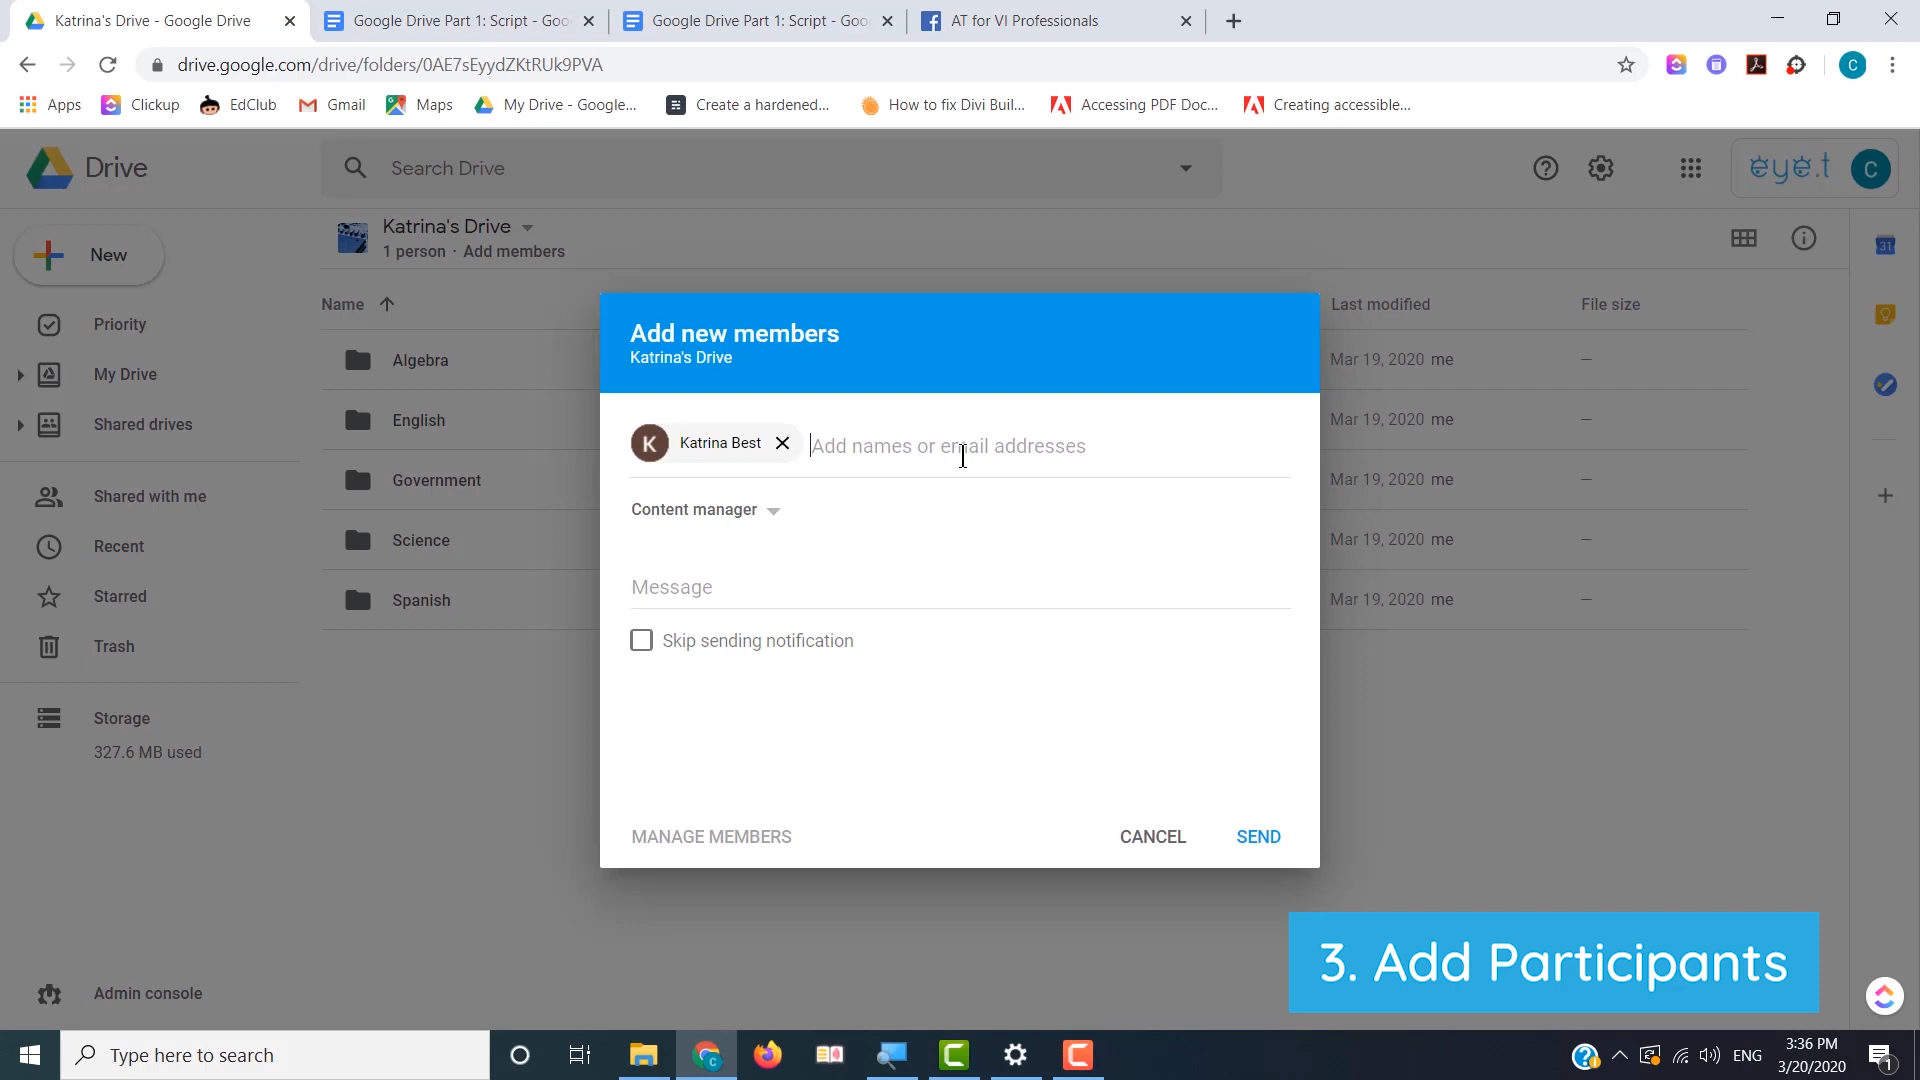 Katrina's Drive - Google Drive
Google Drive Part 1: Script - Goo
Google Drive Part 1: Script - Goo
AT for VI Professionals
drive.google.com/drive/folders/0AE7sEyydZKtRUk9PVA
C
Apps
Clickup
EdClub
Gmail
Maps
My Drive - Google...
Create a hardened...
How to fix Divi Buil...
Accessing PDF Doc...
Creating accessible...
Drive
Search Drive
eye.t
C
New
Katrina's Drive
1 person · Add members
31
Name
Last modified
File size
Priority
My Drive
Shared drives
Shared with me
Recent
Starred
Trash
Storage
327.6 MB used
Admin console
Algebra
Mar 19, 2020 me
–
English
Mar 19, 2020 me
–
Government
Mar 19, 2020 me
–
Science
Mar 19, 2020 me
–
Spanish
Mar 19, 2020 me
–
Add new members
Katrina's Drive
K
Katrina Best
Add names or email addresses
Content manager
Message
Skip sending notification
MANAGE MEMBERS
CANCEL
SEND
3. Add Participants
Type here to search
ENG
3:36 PM
3/20/2020
1